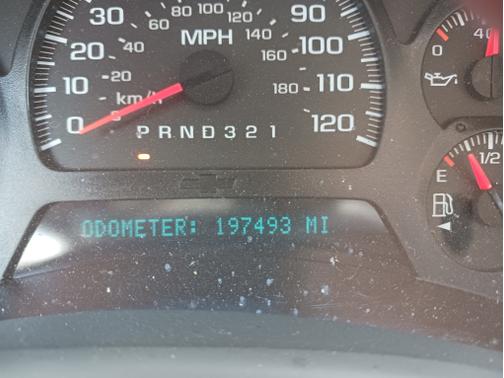 30 100 120 90
60 80 140
20 40 MPH 160 100
10 20 km/h 180 110
0 0 120
P R N D 3 2 1
ODOMETER: 197493 MI
0 40
E 1/2